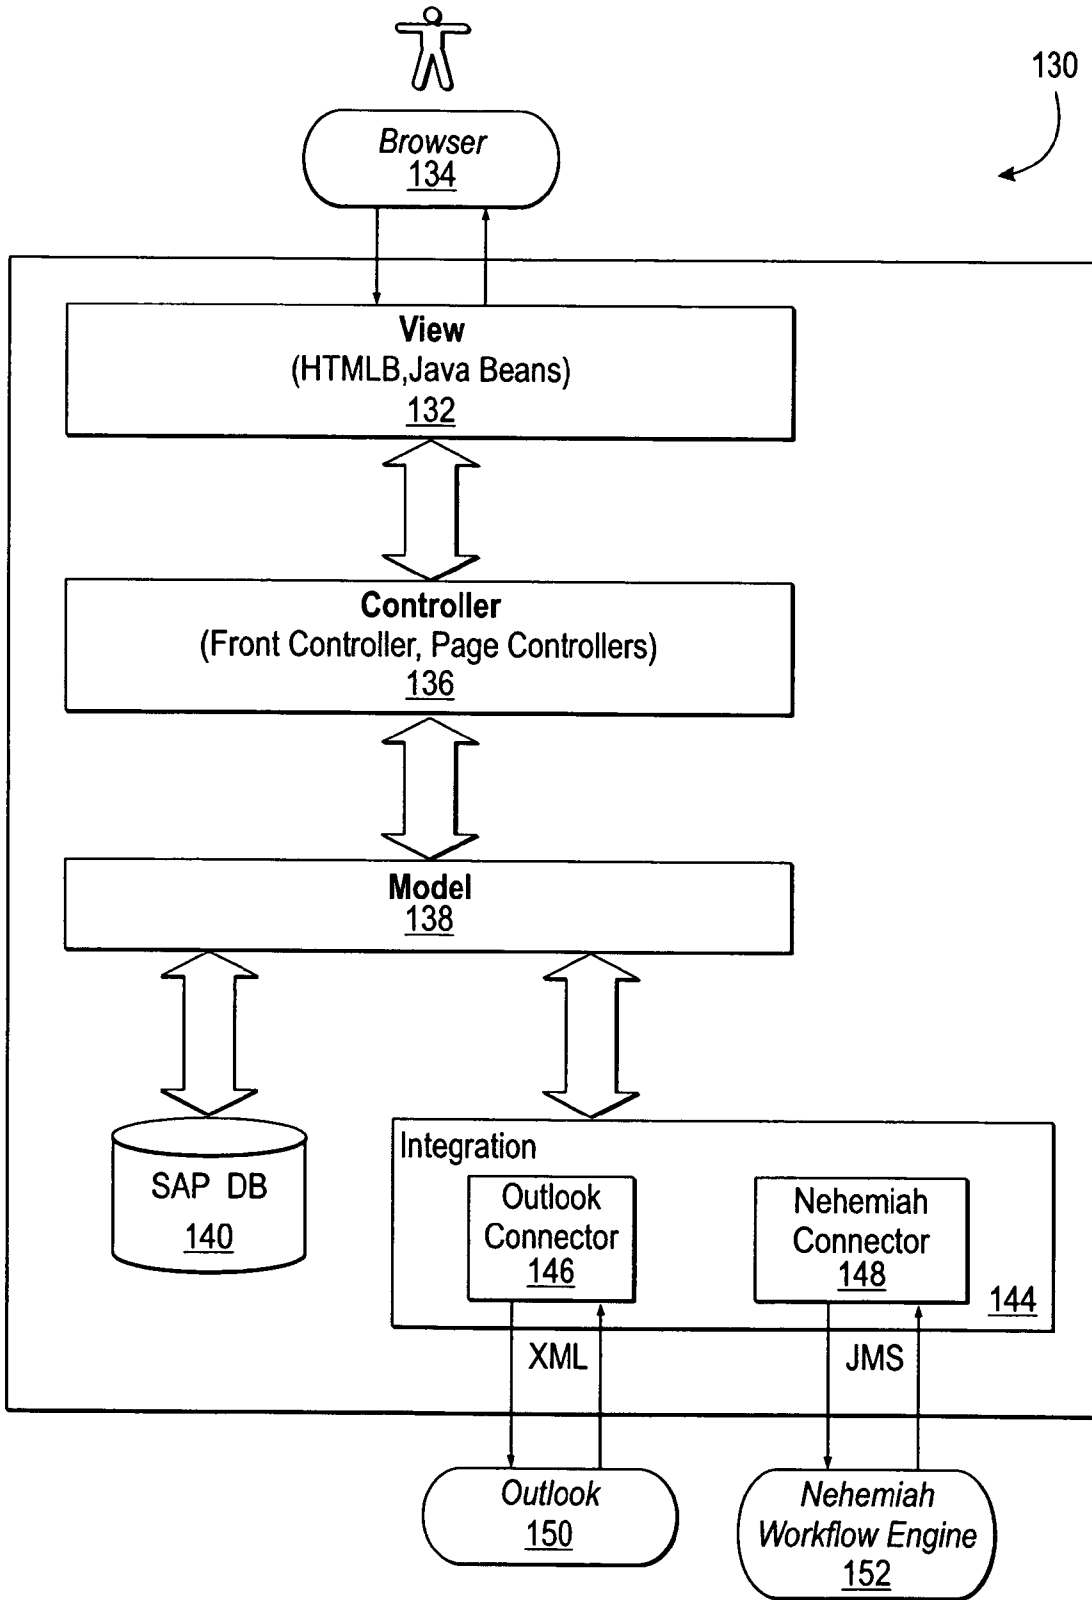 130
Browser
134
View
(HTMLB,Java Beans)
132
Controller
(Front Controller, Page Controllers)
136
Model
138
SAP DB
140
Integration
Outlook
Connector
146
Nehemiah
Connector
148
144
XML
JMS
Outlook
150
Nehemiah
Workflow Engine
152